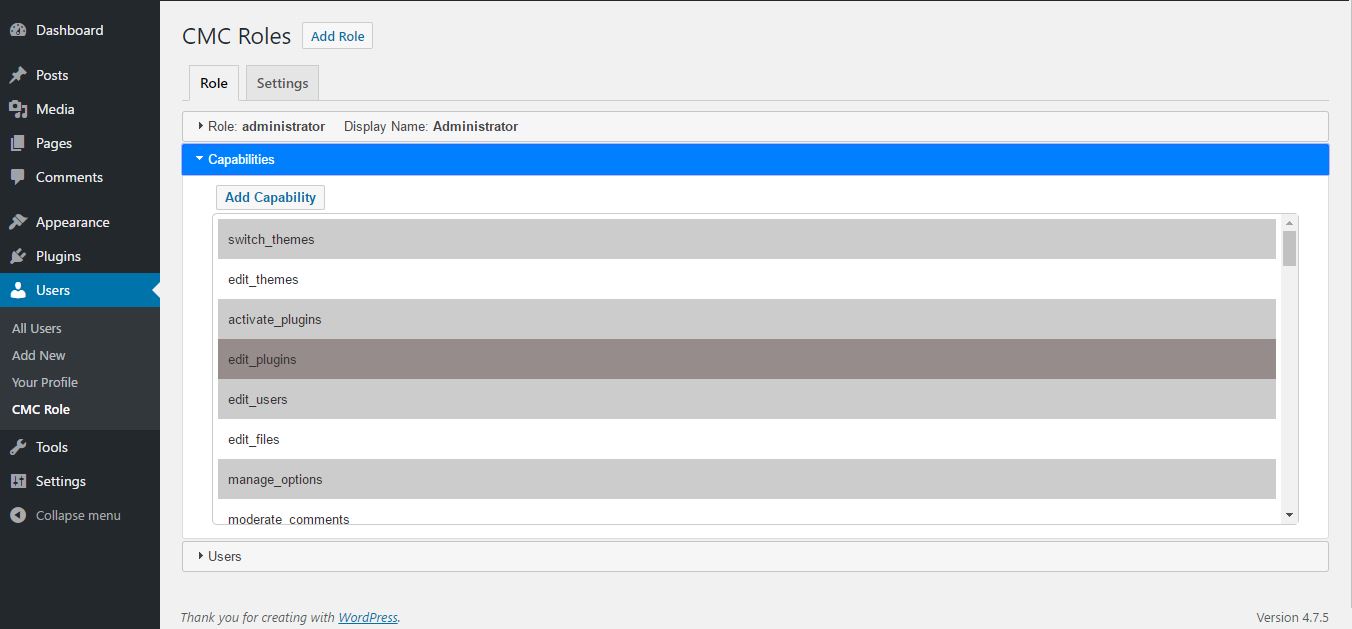 Dashboard
Posts
Media
Pages
Comments
Appearance
Plugins
Users
All Users
Add New
Your Profile
CMC Role
Tools
Settings
Collapse menu
CMC Roles Add Role
Role Settings
Role: administrator Display Name: Administrator
Capabilities
Add Capability
switch_themes
edit_themes
activate_plugins
edit_plugins
edit_users
edit_files
manage_options
moderate_comments
Users
Thank you for creating with WordPress. Version 4.7.5